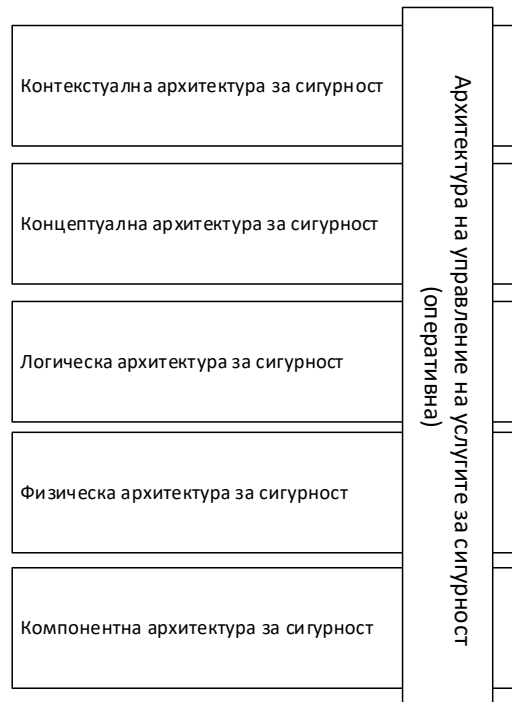 Контекстуална архитектура за сигурност
Концептуална архитектура за сигурност
Логическа архитектура за сигурност
Физическа архитектура за сигурност
Компонентна архитектура за сигурност
Архитектура на управление на услугите за сигурност
(оперативна)